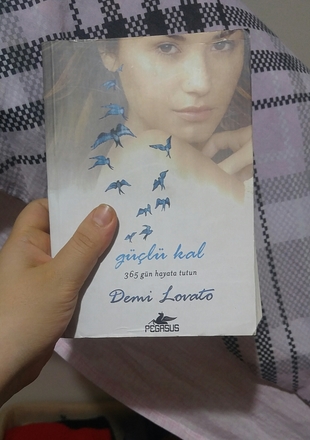 güçlü kal
365 gün hayata tutun
Demi Lovato
PEGASUS